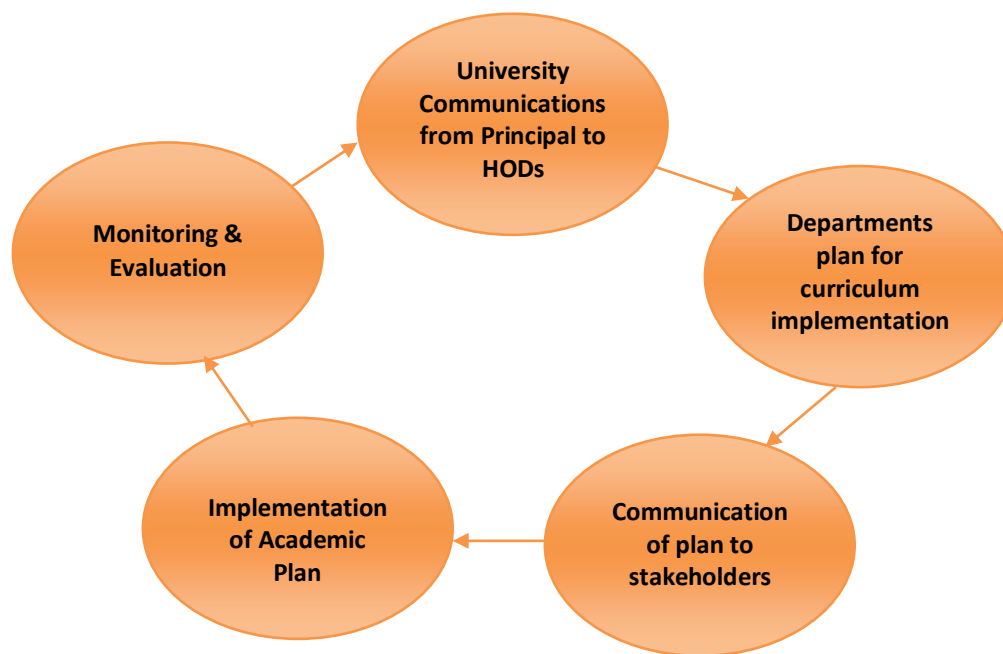 University
Communications
from Principal to
HODs
Departments
plan for
curriculum
implementation
Communication
of plan to
stakeholders
Implementation
of Academic
Plan
Monitoring &
Evaluation